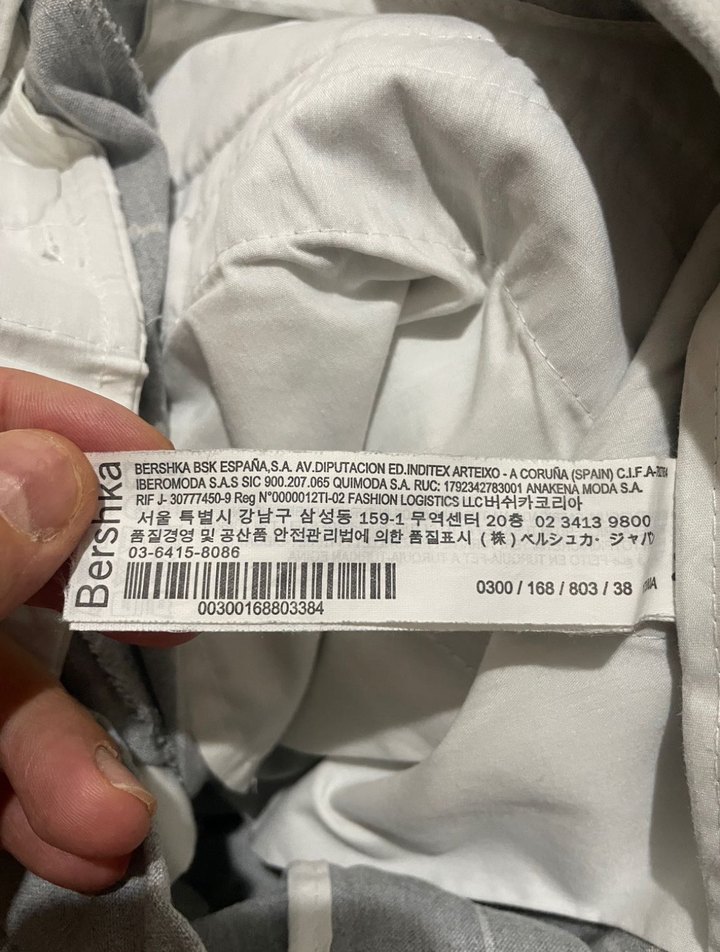 Bershka
BERSHKA BSK ESPAÑA,S.A. AV.DIPUTACION ED.INDITEX ARTEIXO - A CORUÑA (SPAIN) C.I.F.
IBEROMODA S.A.S SIC 900.207.065 QUIMODA S.A. RUC: 1792342783001 ANAKENA MODA S.A.
RIF J- 30777450-9 Reg N°0000012TI-02 FASHION LOGISTICS LLC버쉬카코리아
서울 특별시 강남구 삼성동 159-1 무역센터 20층 02 3413 9800
품질경영 및 공산품 안전관리법에 의한 품질표시 (株) ベルシュカ・ジャパ
03-6415-8086
00300168803384
0300 / 168 / 803 / 38